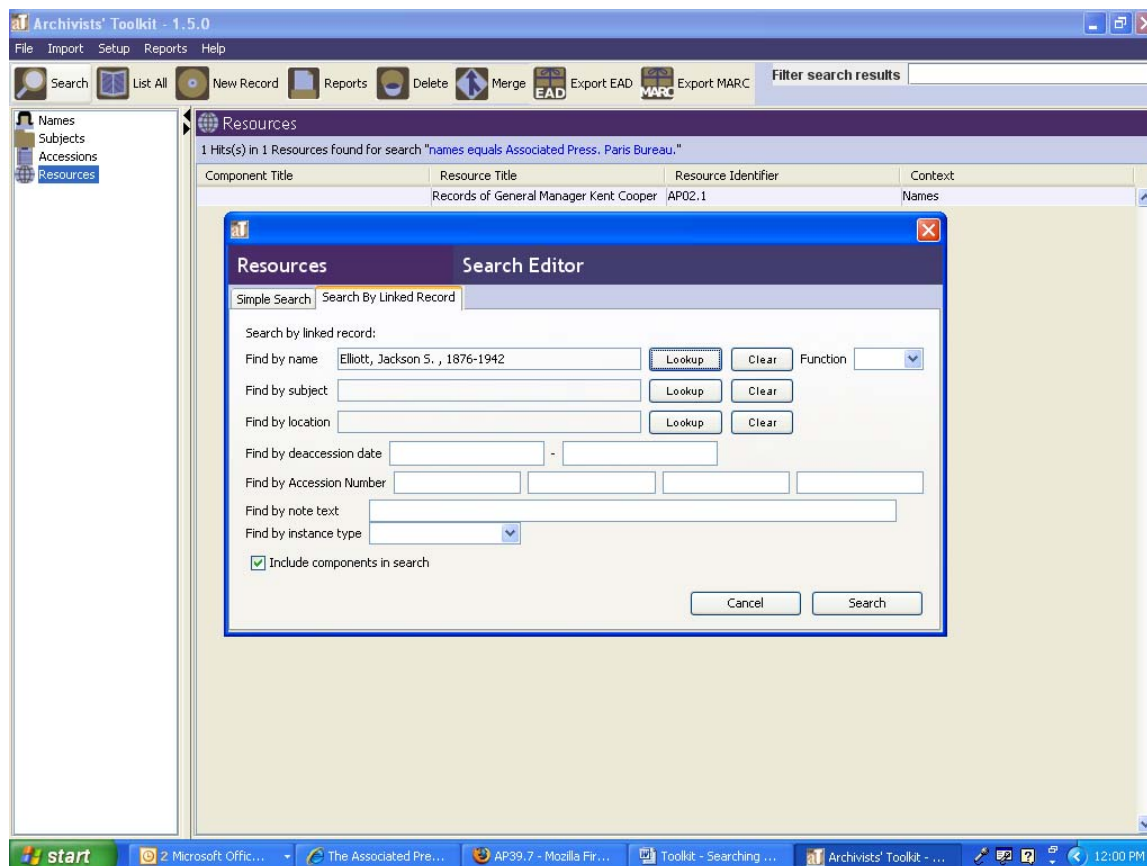 aT Archivists' Toolkit - 1.5.0
File Import Setup Reports Help
Search List All New Record Reports Delete Merge EAD Export EAD MARC Export MARC Filter search results
Names
Subjects
Accessions
Resources
Resources
1 Hits(s) in 1 Resources found for search "names equals Associated Press. Paris Bureau."
Component Title Resource Title Resource Identifier Context
Records of General Manager Kent Cooper AP02.1 Names
aT
Resources Search Editor
Simple Search Search By Linked Record
Search by linked record:
Find by name Elliott, Jackson S. , 1876-1942 Lookup Clear Function
Find by subject Lookup Clear
Find by location Lookup Clear
Find by deaccession date -
Find by Accession Number
Find by note text
Find by instance type
Include components in search
Cancel Search
start 2 Microsoft Offic... The Associated Pre... AP39.7 - Mozilla Fir... Toolkit - Searching ... aT Archivists' Toolkit - ... 12:00 PM